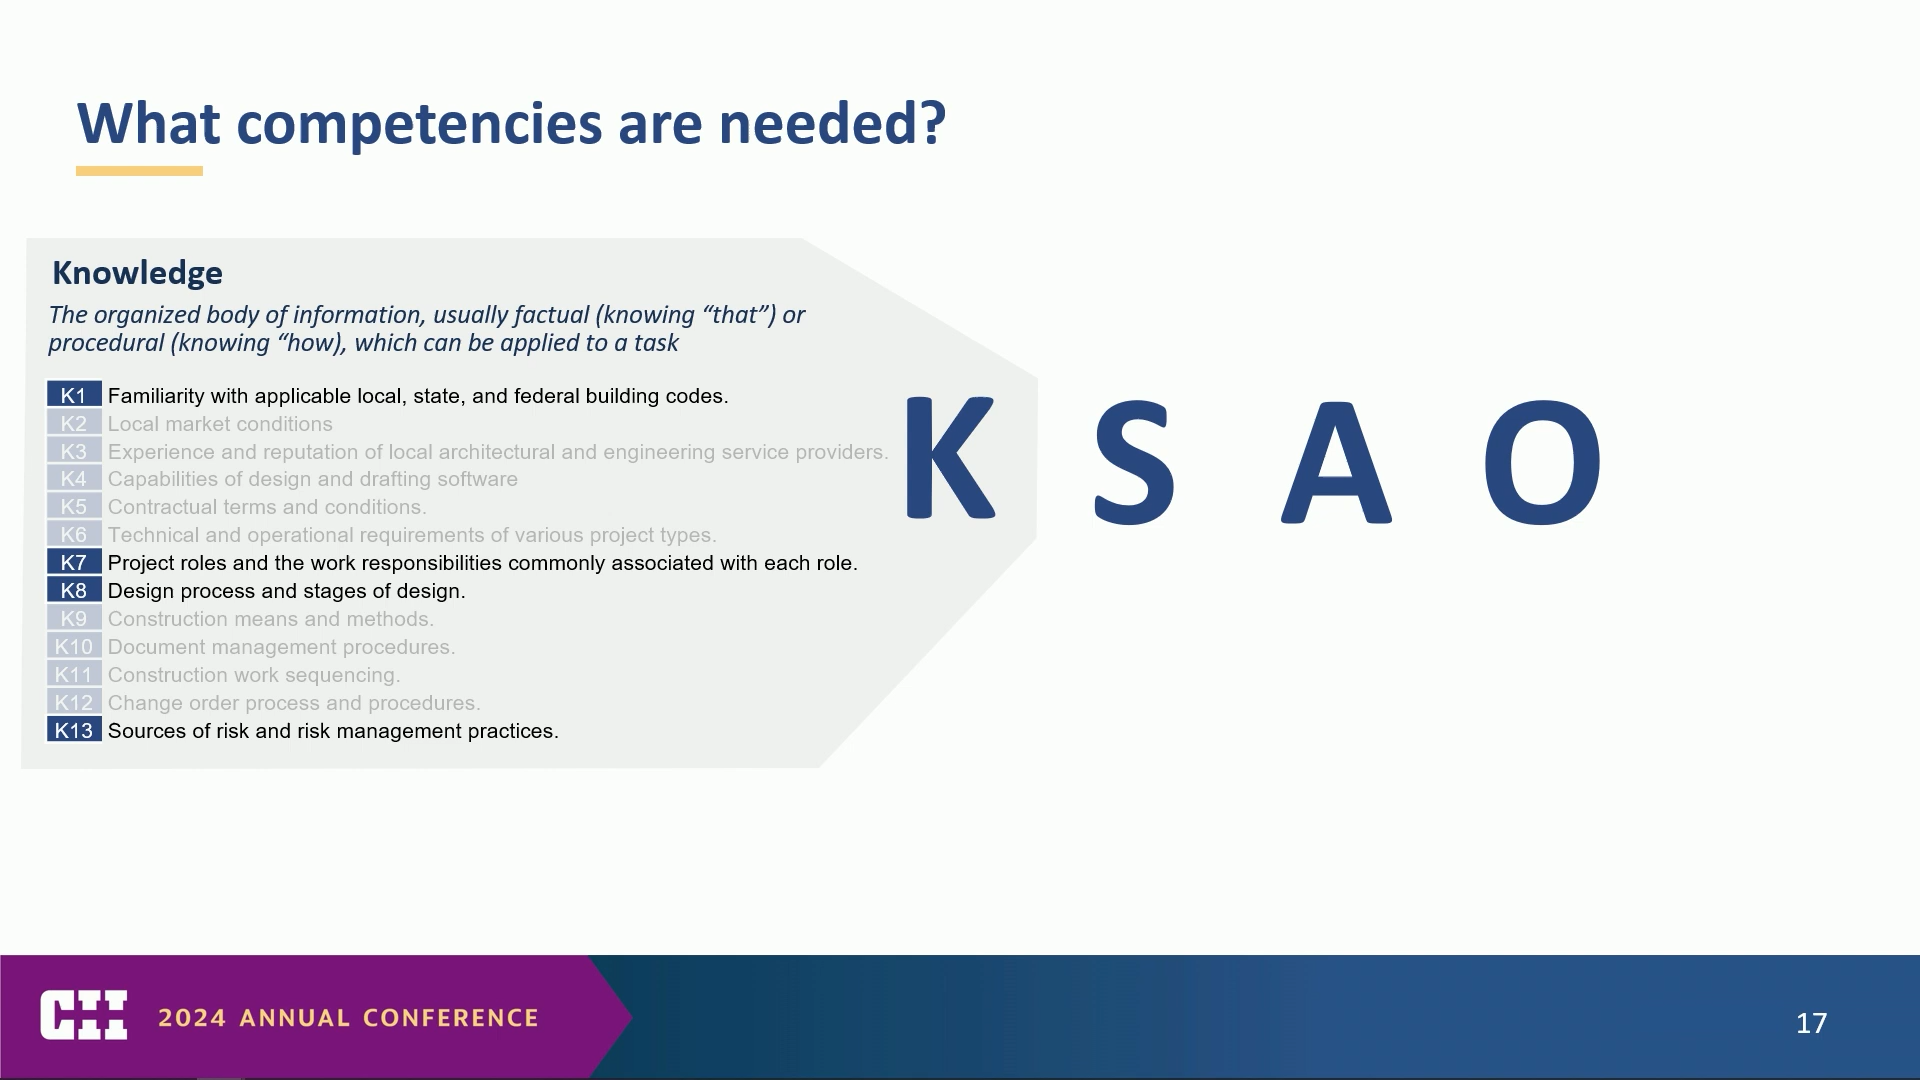 What competencies are needed?
Knowledge
The organized body of information, usually factual (knowing “that”) or
procedural (knowing “how), which can be applied to a task
K1 Familiarity with applicable local, state, and federal building codes.
K2 Local market conditions
K3 Experience and reputation of local architectural and engineering service providers.
K4 Capabilities of design and drafting software
K5 Contractual terms and conditions.
K6 Technical and operational requirements of various project types.
K7 Project roles and the work responsibilities commonly associated with each role.
K8 Design process and stages of design.
K9 Construction means and methods.
K10 Document management procedures.
K11 Construction work sequencing.
K12 Change order process and procedures.
K13 Sources of risk and risk management practices.
K S A O
CII 2024 ANNUAL CONFERENCE
17